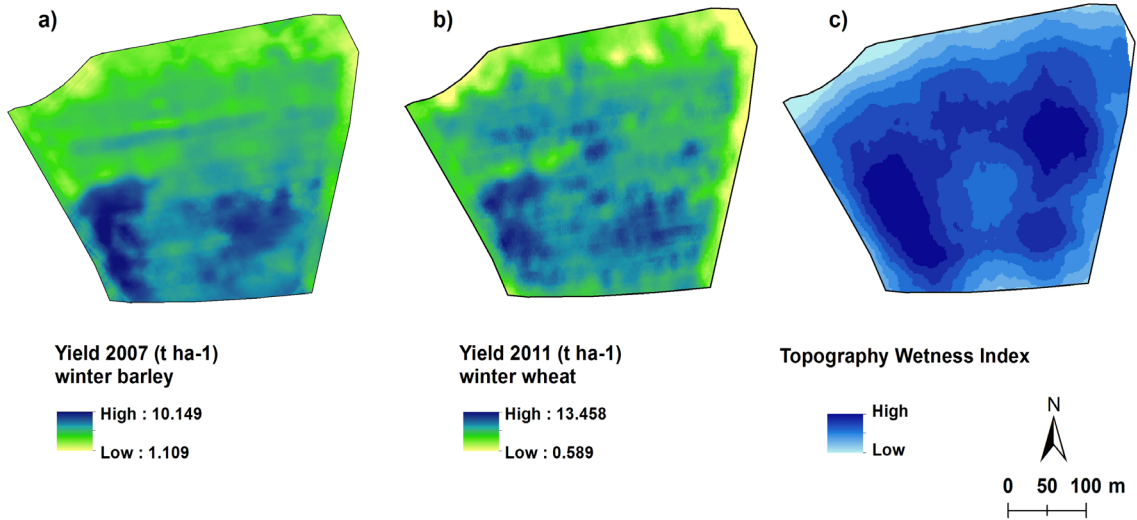 a)
b)
c)
Yield 2007 (t ha-1)
winter barley
High : 10.149
Low : 1.109
Yield 2011 (t ha-1)
winter wheat
High : 13.458
Low : 0.589
Topography Wetness Index
High
Low
N
0 50 100 m